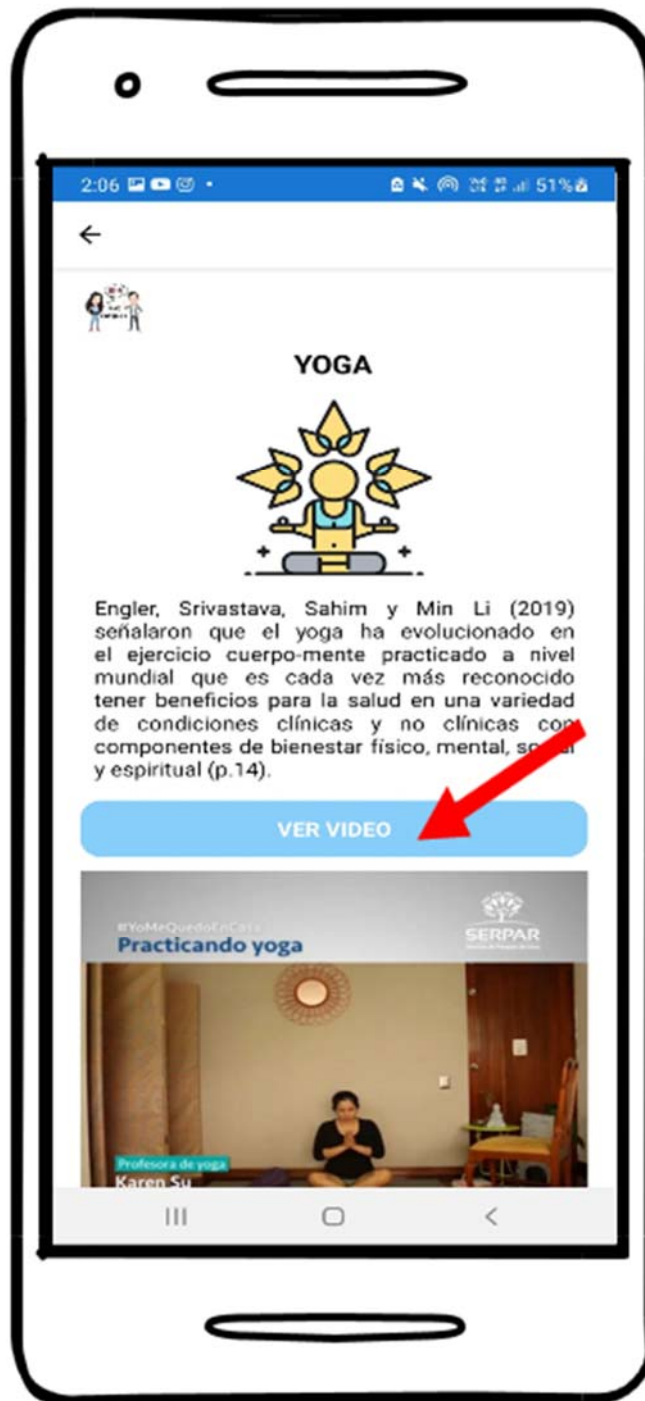 2:06 51%
YOGA
Engler, Srivastava, Sahim y Min Li (2019)
señalaron que el yoga ha evolucionado en
el ejercicio cuerpo-mente practicado a nivel
mundial que es cada vez más reconocido
tener beneficios para la salud en una variedad
de condiciones clínicas y no clínicas con
componentes de bienestar físico, mental, social
y espiritual (p.14).
VER VIDEO
#YoMeQuedoEnCasa
Practicando yoga
SERPAR
Profesora de yoga
Karen Su